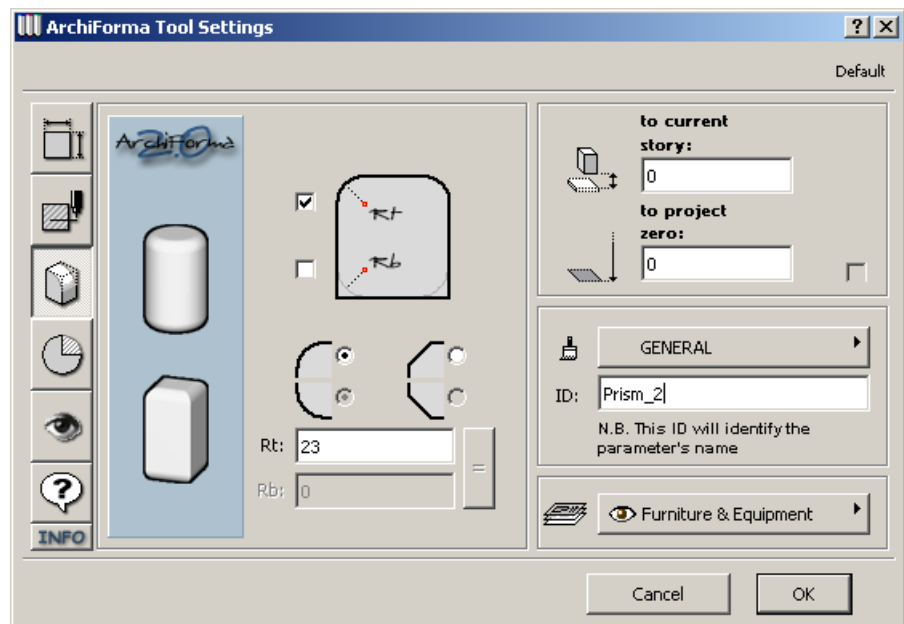 ArchiForma Tool Settings
Default
ArchiForma
2.0
Rt
Rb
Rt: 23
Rb: 0
=
INFO
to current
story:
0
to project
zero:
0
GENERAL
ID: Prism_2
N.B. This ID will identify the
parameter's name
Furniture & Equipment
Cancel
OK